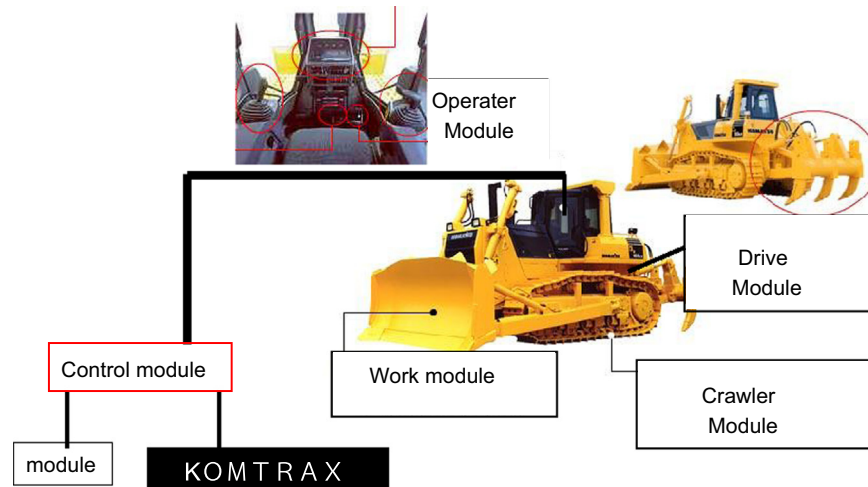 Operater
Module
Drive
Module
Control module
Work module
Crawler
Module
module
KOMTRAX